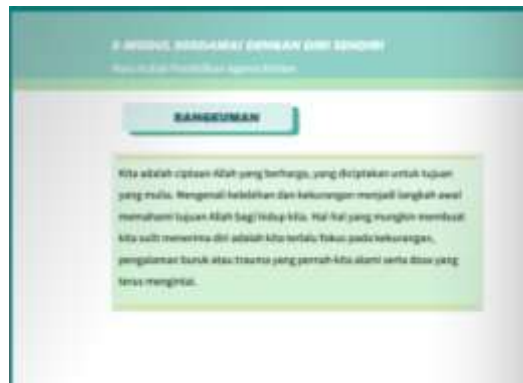 E-MODUL BERDAMAI DENGAN DIRI SENDIRI
Mata Kuliah Pendidikan Agama Kristen
RANGKUMAN
Kita adalah ciptaan Allah yang berharga, yang diciptakan untuk tujuan
yang mulia. Mengenal kelebihan dan kekurangan menjadi langkah awal
memahami tujuan Allah bagi hidup kita. Hal-hal yang mungkin membuat
kita sulit menerima diri adalah kita terlalu fokus pada kekurangan,
pengalaman buruk atau trauma yang pernah kita alami serta dosa yang
terus mengintai.